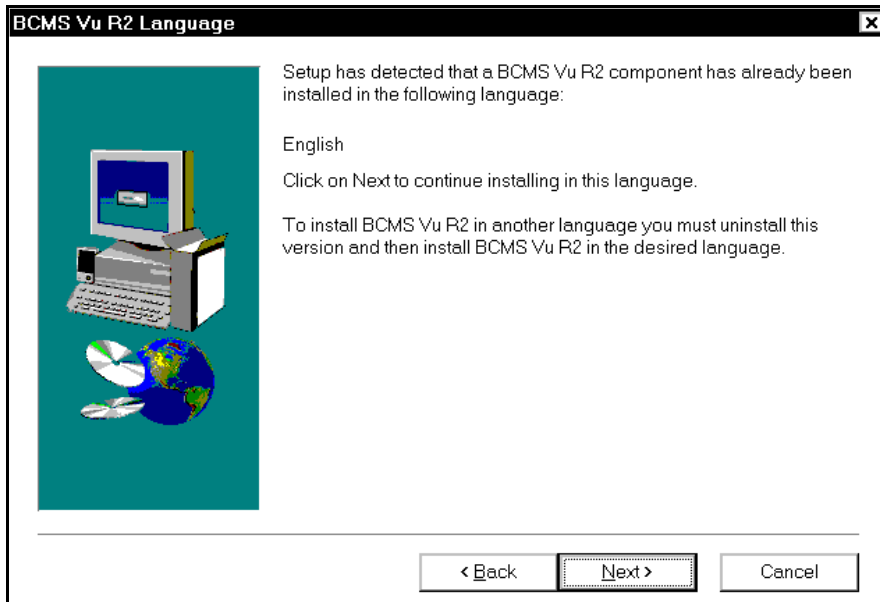 BCMS Vu R2 Language
Setup has detected that a BCMS Vu R2 component has already been
installed in the following language:
English
Click on Next to continue installing in this language.
To install BCMS Vu R2 in another language you must uninstall this
version and then install BCMS Vu R2 in the desired language.
< Back
Next >
Cancel